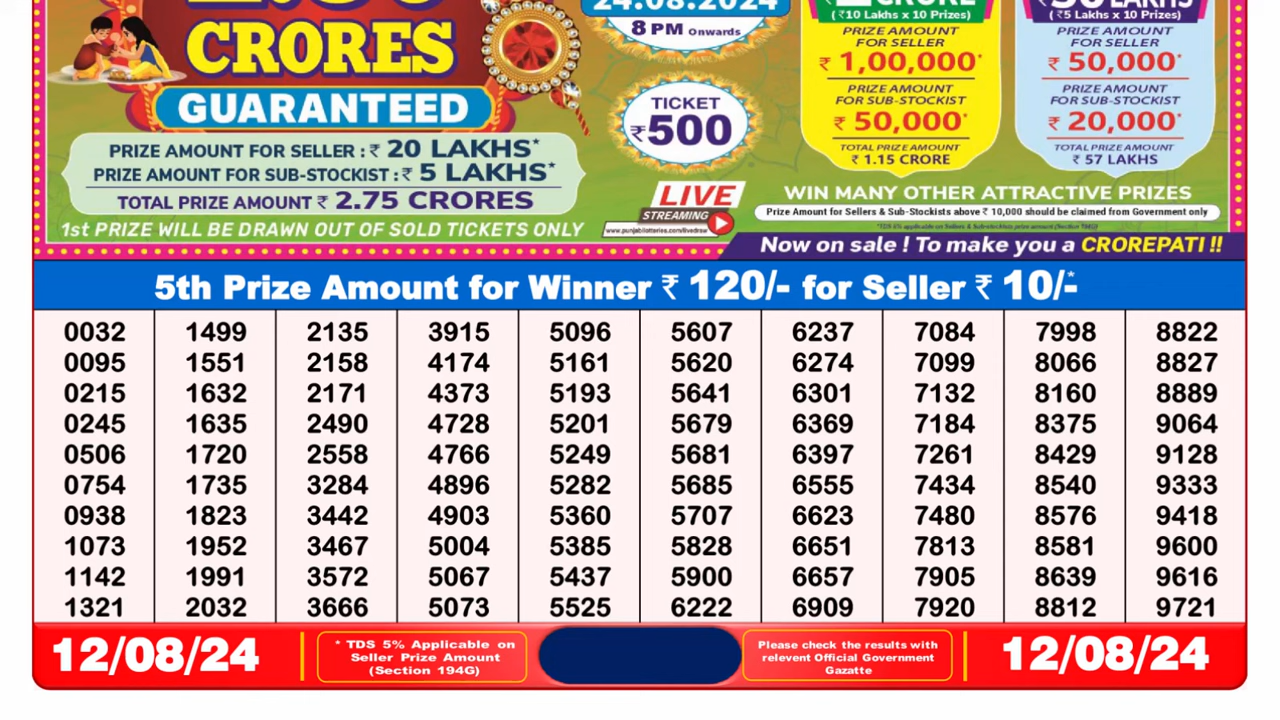 CRORES
GUARANTEED
PRIZE AMOUNT FOR SELLER : ₹ 20 LAKHS*
PRIZE AMOUNT FOR SUB-STOCKIST : ₹ 5 LAKHS*
TOTAL PRIZE AMOUNT ₹ 2.75 CRORES
1st PRIZE WILL BE DRAWN OUT OF SOLD TICKETS ONLY
24.08.2024
8 PM Onwards
TICKET
₹500
LIVE
STREAMING
www.punjablotteries.com/livedraw
CRORE
(₹10 Lakhs x 10 Prizes)
PRIZE AMOUNT
FOR SELLER
₹ 1,00,000*
PRIZE AMOUNT
FOR SUB-STOCKIST
₹ 50,000*
TOTAL PRIZE AMOUNT
₹ 1.15 CRORE
LAKHS
(₹5 Lakhs x 10 Prizes)
PRIZE AMOUNT
FOR SELLER
₹ 50,000*
PRIZE AMOUNT
FOR SUB-STOCKIST
₹ 20,000*
TOTAL PRIZE AMOUNT
₹ 57 LAKHS
WIN MANY OTHER ATTRACTIVE PRIZES
Prize Amount for Sellers & Sub-Stockists above ₹ 10,000 should be claimed from Government only
Now on sale ! To make you a CROREPATI !!
5th Prize Amount for Winner ₹ 120/- for Seller ₹ 10/-*
0032 1499 2135 3915 5096 5607 6237 7084 7998 8822
0095 1551 2158 4174 5161 5620 6274 7099 8066 8827
0215 1632 2171 4373 5193 5641 6301 7132 8160 8889
0245 1635 2490 4728 5201 5679 6369 7184 8375 9064
0506 1720 2558 4766 5249 5681 6397 7261 8429 9128
0754 1735 3284 4896 5282 5685 6555 7434 8540 9333
0938 1823 3442 4903 5360 5707 6623 7480 8576 9418
1073 1952 3467 5004 5385 5828 6651 7813 8581 9600
1142 1991 3572 5067 5437 5900 6657 7905 8639 9616
1321 2032 3666 5073 5525 6222 6909 7920 8812 9721
12/08/24
* TDS 5% Applicable on
Seller Prize Amount
(Section 194G)
Please check the results with
relevent Official Government
Gazatte
12/08/24